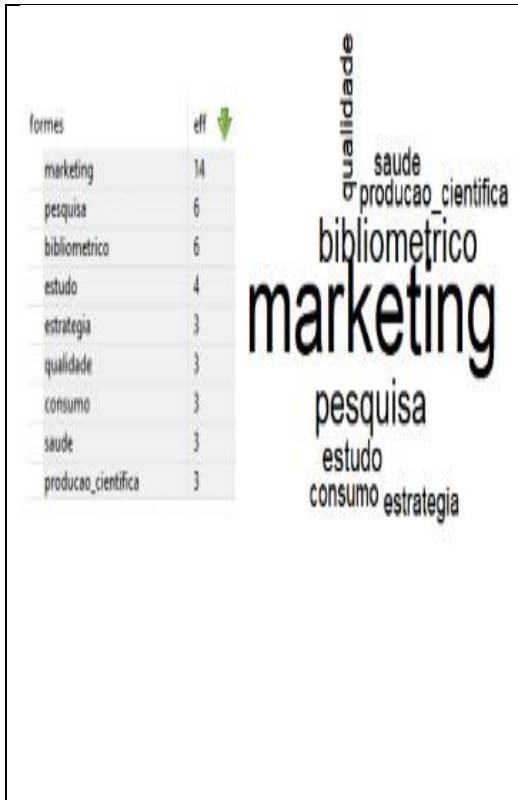 formes eff
marketing 14
pesquisa 6
bibliometrico 6
estudo 4
estrategia 3
qualidade 3
consumo 3
saude 3
producao_cientifica 3
qualidade
saude
producao_cientifica
bibliometrico
marketing
pesquisa
estudo
consumo estrategia